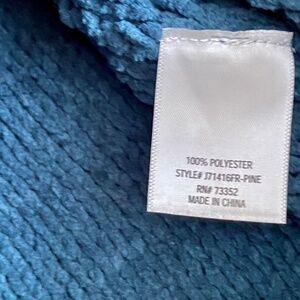 100% POLYESTER
STYLE# J71416FR-PINE
RN# 73352
MADE IN CHINA